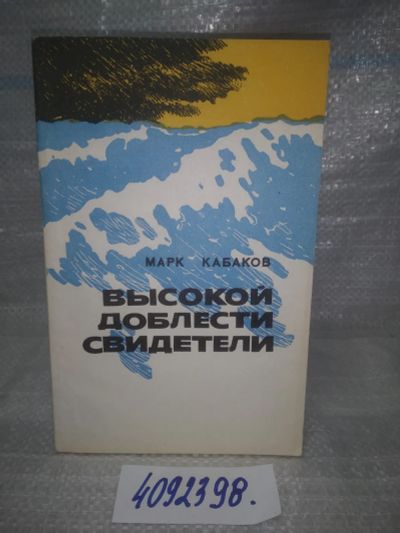 МАРК КАБАКОВ
ВЫСОКОЙ
ДОБЛЕСТИ
СВИДЕТЕЛИ
4092398.